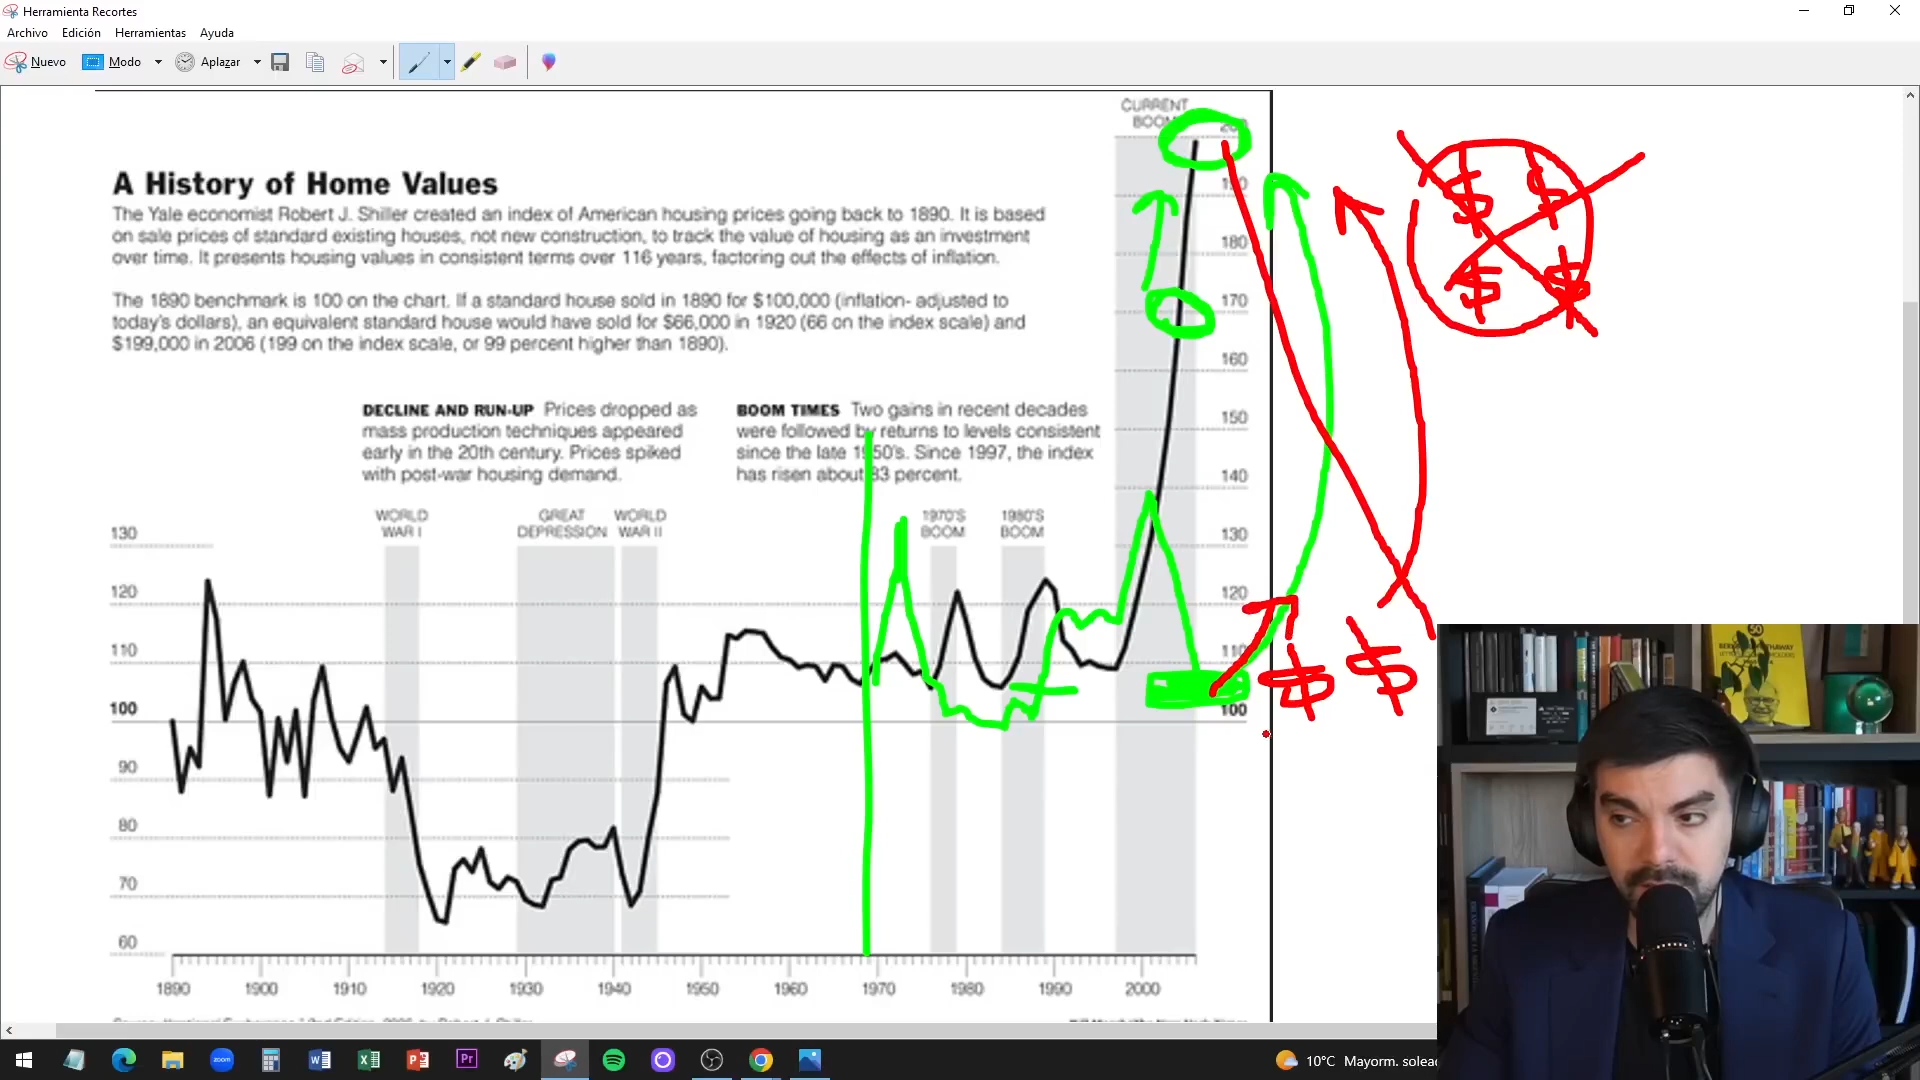 Herramienta Recortes
Archivo Edición Herramientas Ayuda
Nuevo Modo Aplazar
CURRENT
BOOM
200
A History of Home Values
The Yale economist Robert J. Shiller created an index of American housing prices going back to 1890. It is based
on sale prices of standard existing houses, not new construction, to track the value of housing as an investment
over time. It presents housing values in consistent terms over 116 years, factoring out the effects of inflation.
The 1890 benchmark is 100 on the chart. If a standard house sold in 1890 for $100,000 (inflation- adjusted to
today's dollars), an equivalent standard house would have sold for $66,000 in 1920 (66 on the index scale) and
$199,000 in 2006 (199 on the index scale, or 99 percent higher than 1890).
190
180
170
160
150
140
130
120
110
100
DECLINE AND RUN-UP Prices dropped as
mass production techniques appeared
early in the 20th century. Prices spiked
with post-war housing demand.
BOOM TIMES Two gains in recent decades
were followed by returns to levels consistent
since the late 1950's. Since 1997, the index
has risen about 83 percent.
WORLD
WAR I
GREAT
DEPRESSION
WORLD
WAR II
1970'S
BOOM
1980'S
BOOM
130
120
110
100
90
80
70
60
1890 1900 1910 1920 1930 1940 1950 1960 1970 1980 1990 2000
$ $
$ $
$ $
50
zoom
Pr
10°C Mayorm. solea